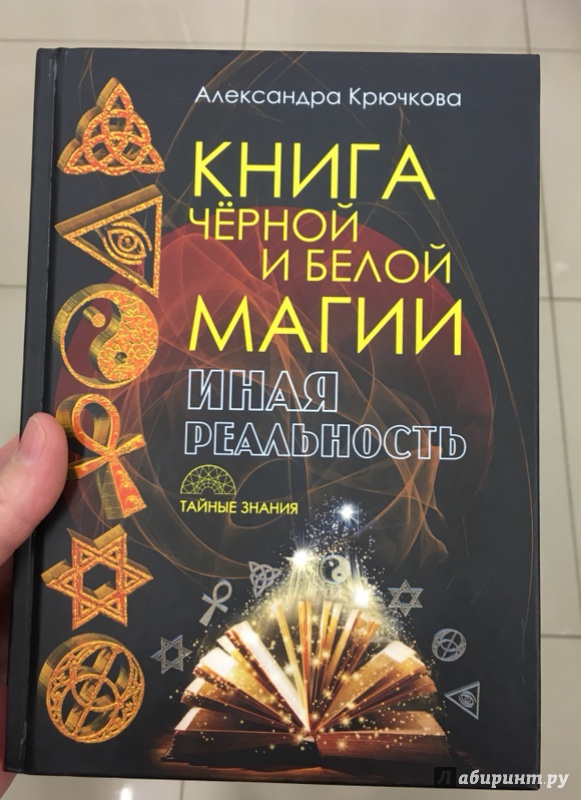 Александра Крючкова
КНИГА
ЧЁРНОЙ
И БЕЛОЙ
МАГИИ
ИНАЯ
РЕАЛЬНОСТЬ
ТАЙНЫЕ ЗНАНИЯ
Лабиринт.ру